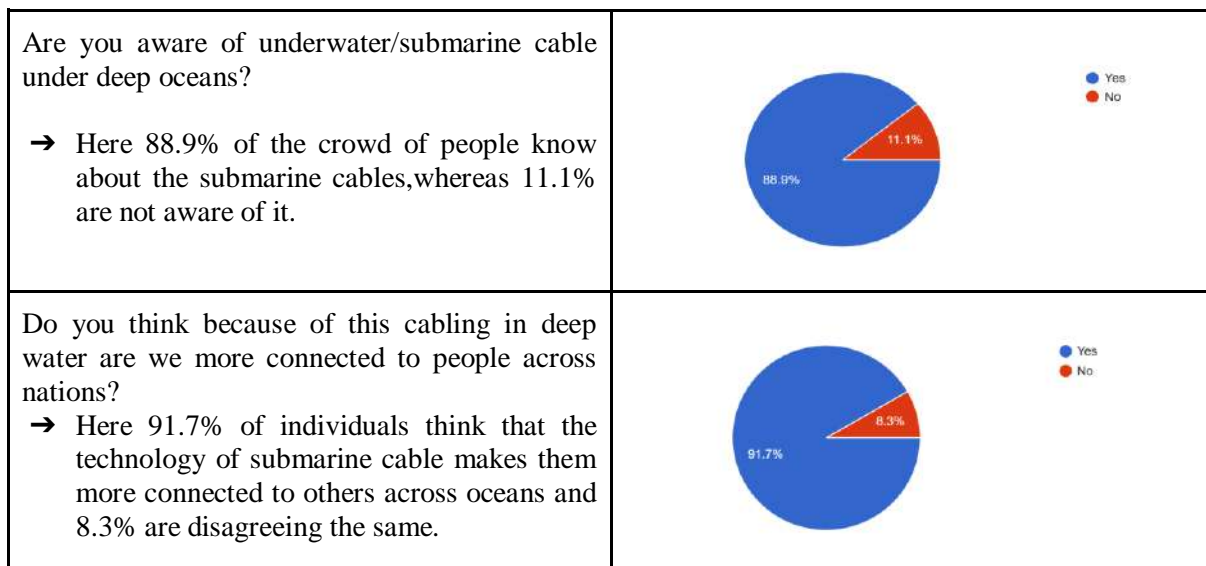 Are you aware of underwater/submarine cable
under deep oceans?
➔ Here 88.9% of the crowd of people know
about the submarine cables,whereas 11.1%
are not aware of it.
Yes
No
11.1%
88.9%
Do you think because of this cabling in deep
water are we more connected to people across
nations?
➔ Here 91.7% of individuals think that the
technology of submarine cable makes them
more connected to others across oceans and
8.3% are disagreeing the same.
Yes
No
8.3%
91.7%